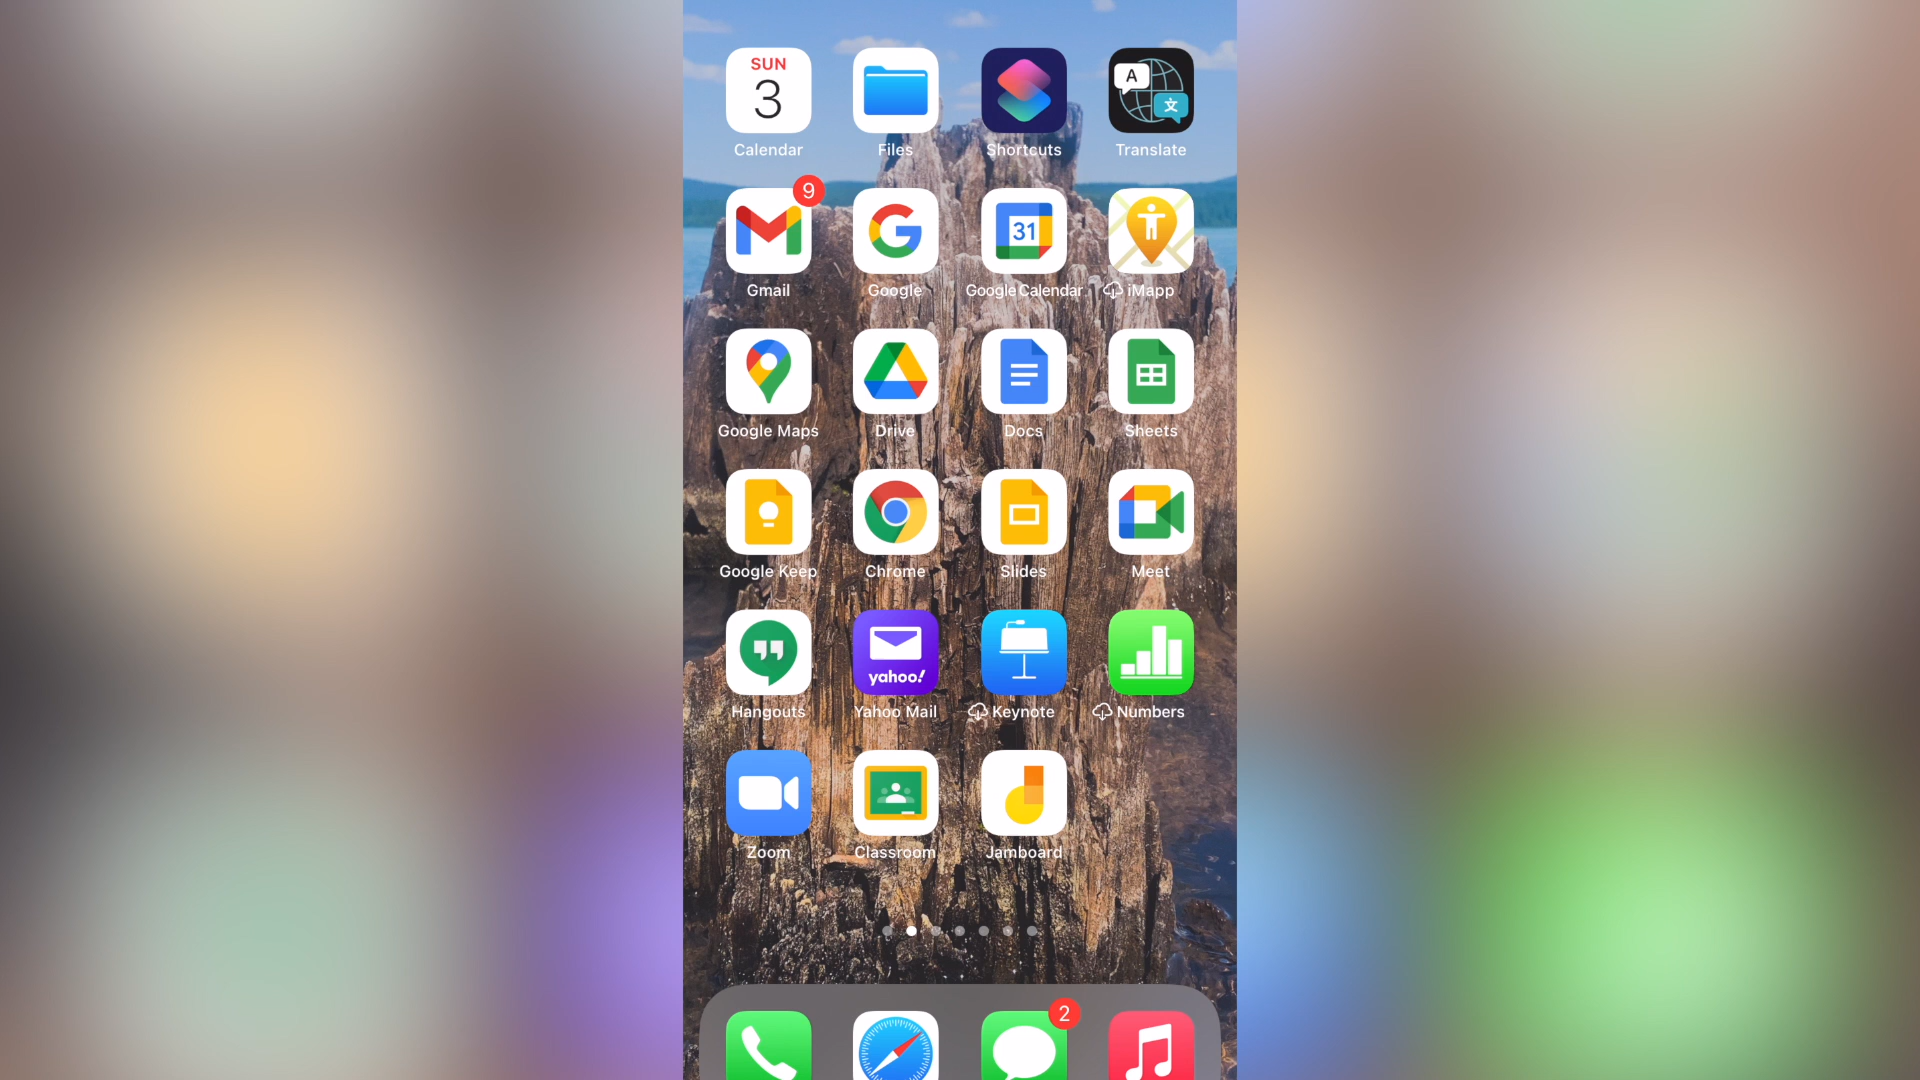 SUN
3
A
文
Calendar
Files
Shortcuts
Translate
9
31
Gmail
Google
Google Calendar
iMapp
Google Maps
Drive
Docs
Sheets
Google Keep
Chrome
Slides
Meet
yahoo!
Hangouts
Yahoo Mail
Keynote
Numbers
Zoom
Classroom
Jamboard
2